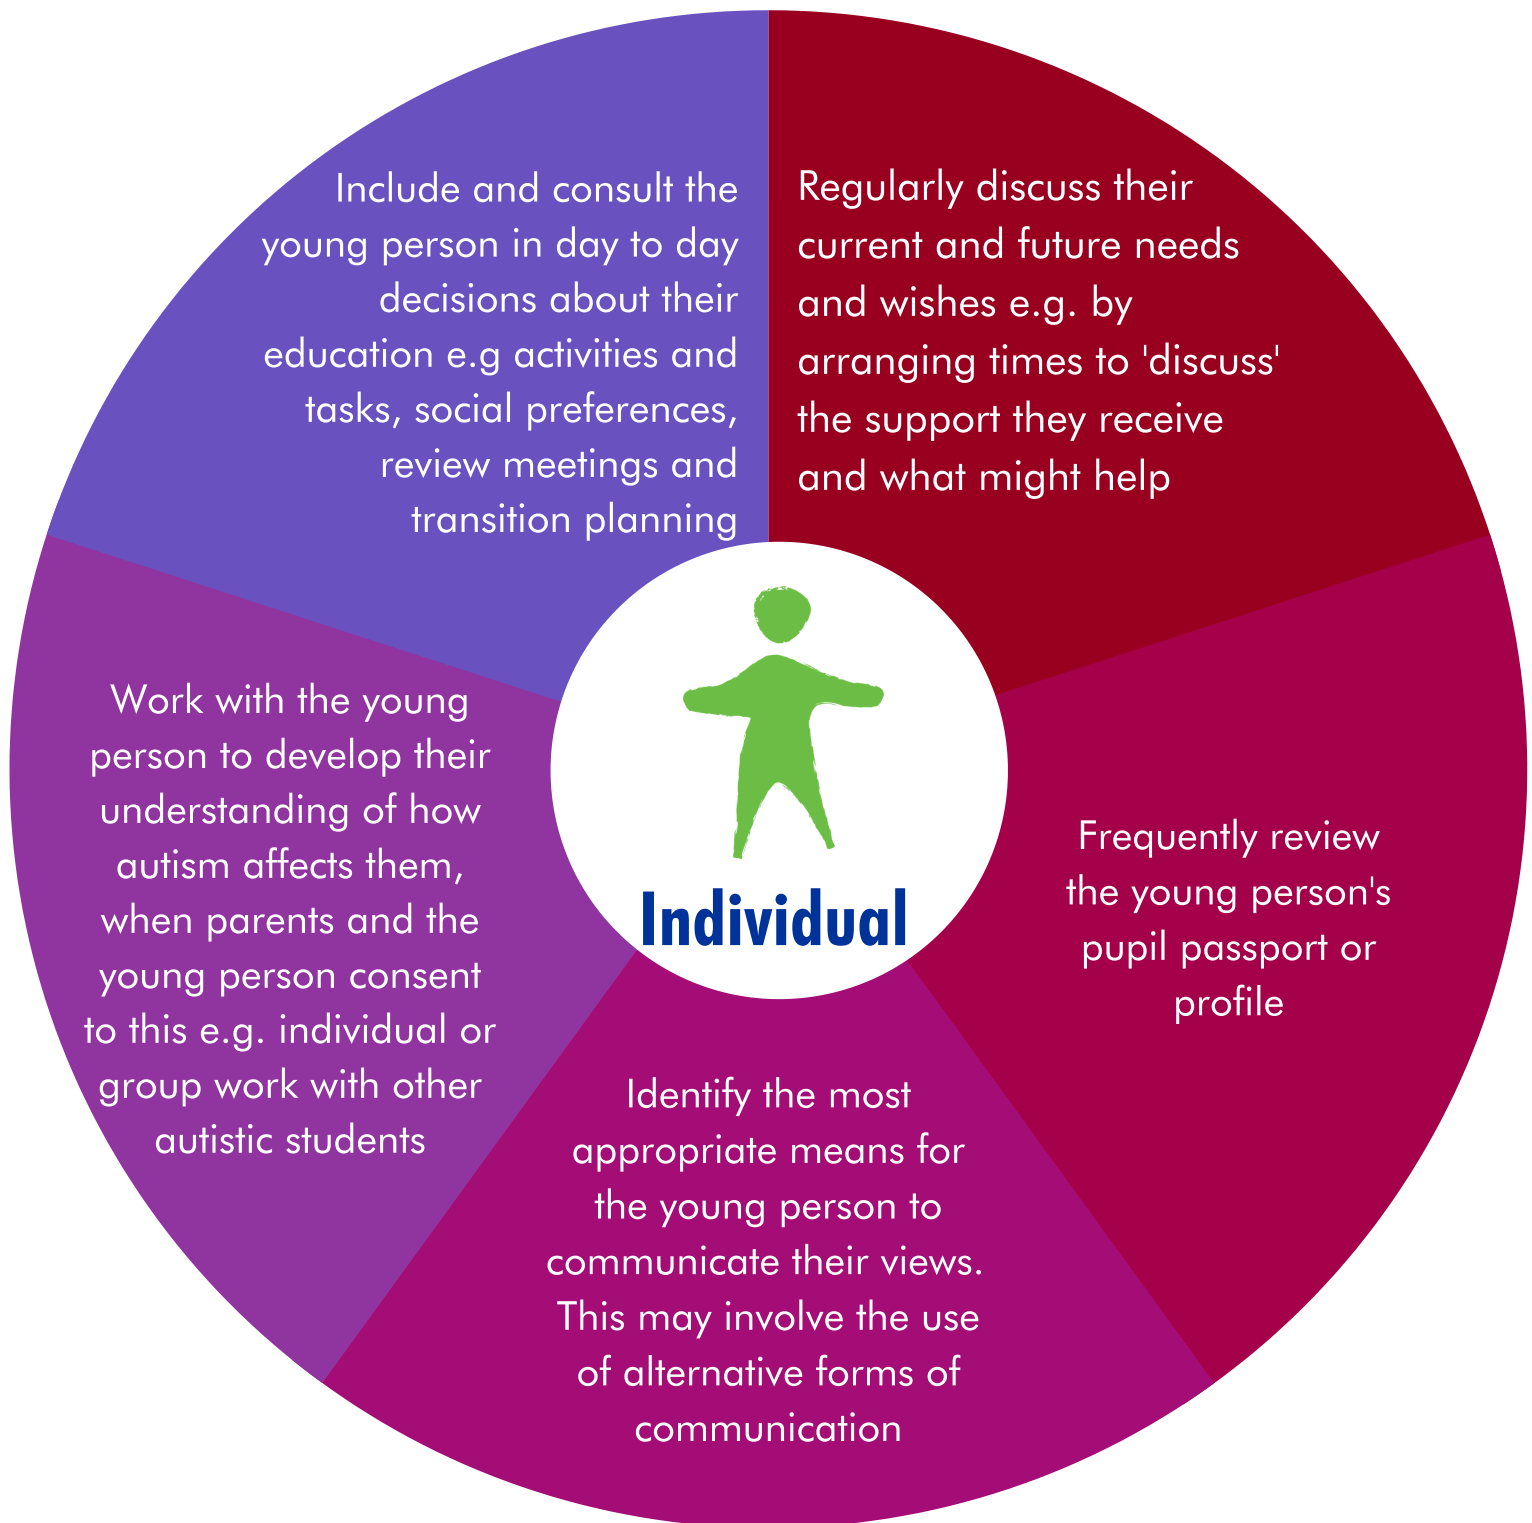 Include and consult the
young person in day to day
decisions about their
education e.g activities and
tasks, social preferences,
review meetings and
transition planning
Regularly discuss their
current and future needs
and wishes e.g. by
arranging times to 'discuss'
the support they receive
and what might help
Frequently review
the young person's
pupil passport or
profile
Identify the most
appropriate means for
the young person to
communicate their views.
This may involve the use
of alternative forms of
communication
Work with the young
person to develop their
understanding of how
autism affects them,
when parents and the
young person consent
to this e.g. individual or
group work with other
autistic students
Individual